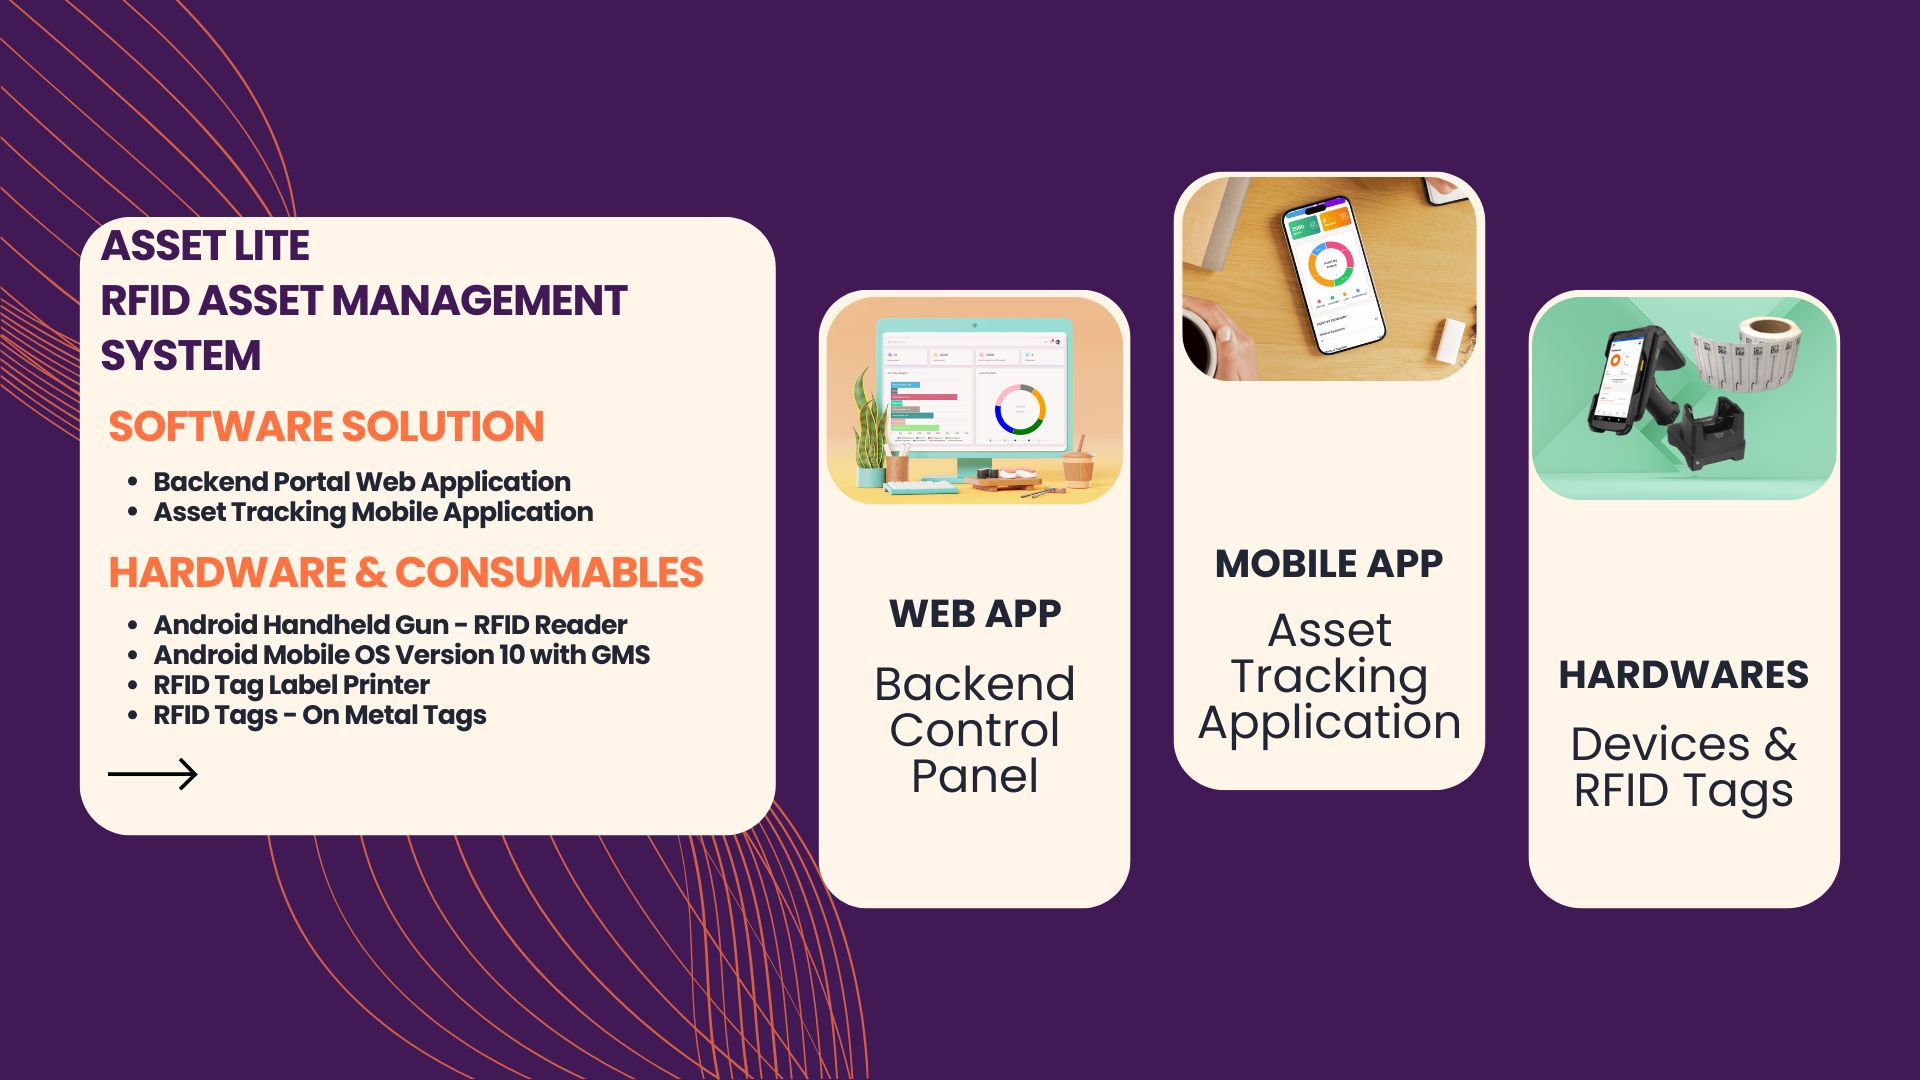 ASSET LITE
RFID ASSET MANAGEMENT
SYSTEM
SOFTWARE SOLUTION
Backend Portal Web Application
Asset Tracking Mobile Application
HARDWARE & CONSUMABLES
Android Handheld Gun - RFID Reader
Android Mobile OS Version 10 with GMS
RFID Tag Label Printer
RFID Tags - On Metal Tags
WEB APP
Backend
Control
Panel
MOBILE APP
Asset
Tracking
Application
HARDWARES
Devices &
RFID Tags